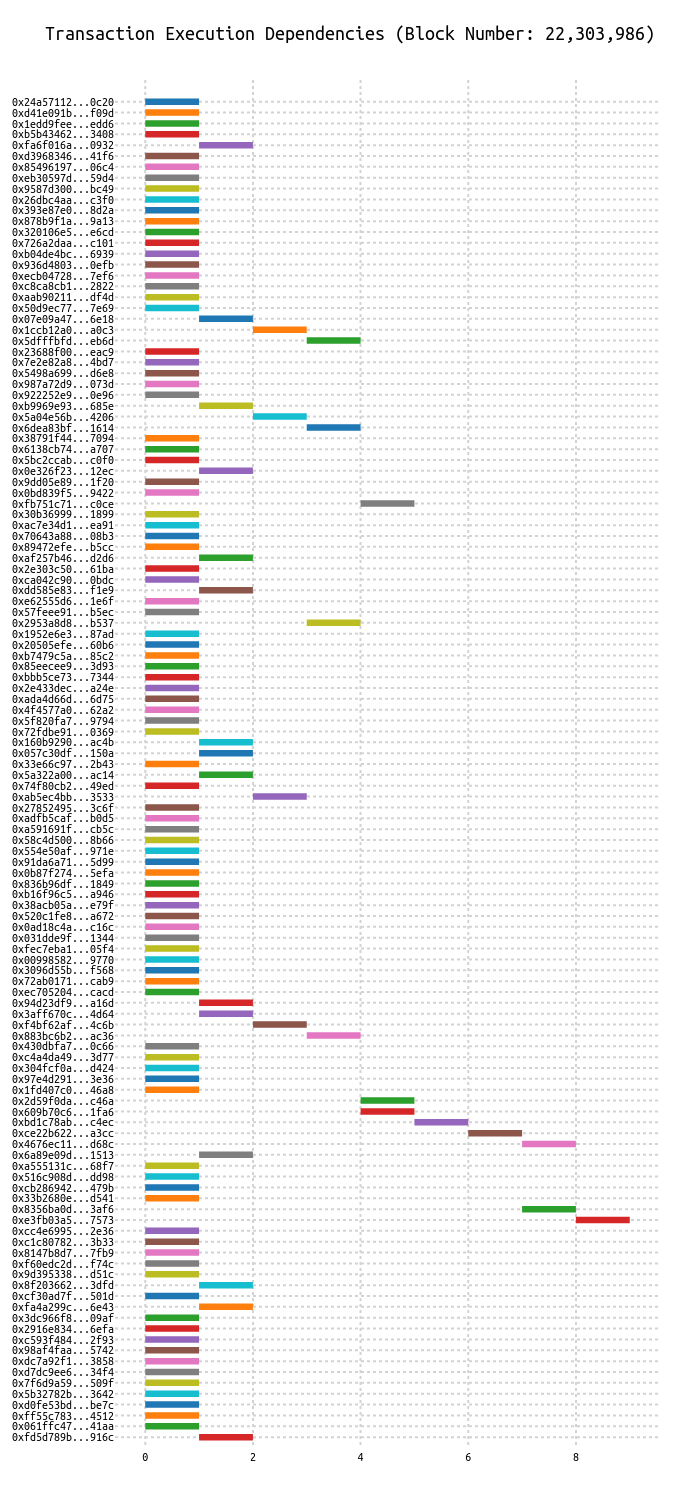 Transaction Execution Dependencies (Block Number: 22,303,986)
0x24a57112...0c20
0xd41e091b...f09d
0x1edd9fee...edd6
0xb5b43462...3408
0xfa6f016a...0932
0xd3968346...41f6
0x85496197...06c4
0xeb30597d...59d4
0x9587d300...bc49
0x26dbc4aa...c3f0
0x393e87e0...8d2a
0x878b9f1a...9a13
0x320106e5...e6cd
0x726a2daa...c101
0xb04de4bc...6939
0x936d4803...0efb
0xecb04728...7ef6
0xc8ca8cb1...2822
0xaab90211...df4d
0x50d9ec77...7e69
0x07e09a47...6e18
0x1ccb12a0...a0c3
0x5dfffbfd...eb6d
0x23688f00...eac9
0x7e2e82a8...4bd7
0x5498a699...d6e8
0x987a72d9...073d
0x922252e9...0e96
0xb9969e93...685e
0x5a04e56b...4206
0x6dea83bf...1614
0x38791f44...7094
0x6138cb74...a707
0x5bc2ccab...c0f0
0x0e326f23...12ec
0x9dd05e89...1f20
0x0bd839f5...9422
0xfb751c71...c0ce
0x30b36999...1899
0xac7e34d1...ea91
0x70643a88...08b3
0x89472efe...b5cc
0xaf257b46...d2d6
0x2e303c50...61ba
0xca042c90...0bdc
0xdd585e83...f1e9
0xe62555d6...1e6f
0x57feee91...b5ec
0x2953a8d8...b537
0x1952e6e3...87ad
0x20505efe...60b6
0xb7479c5a...85c2
0x85eecee9...3d93
0xbbb5ce73...7344
0x2e433dec...a24e
0xada4d66d...6d75
0x4f4577a0...62a2
0x5f820fa7...9794
0x72fdbe91...0369
0x160b9290...ac4b
0x057c30df...150a
0x33e66c97...2b43
0x5a322a00...ac14
0x74f80cb2...49ed
0xab5ec4bb...3533
0x27852495...3c6f
0xadfb5caf...b0d5
0xa591691f...cb5c
0x58c4d500...8b66
0x554e50af...971e
0x91da6a71...5d99
0x0b87f274...5efa
0x836b96df...1849
0xb16f96c5...a946
0x38acb05a...e79f
0x520c1fe8...a672
0x0ad18c4a...c16c
0x031dde9f...1344
0xfec7eba1...05f4
0x00998582...9770
0x3096d55b...f568
0x72ab0171...cab9
0xec705204...cacd
0x94d23df9...a16d
0x3aff670c...4d64
0xf4bf62af...4c6b
0x883bc6b2...ac36
0x430dbfa7...0c66
0xc4a4da49...3d77
0x304fcf0a...d424
0x97e4d291...3e36
0x1fd407c0...46a8
0x2d59f0da...c46a
0x609b70c6...1fa6
0xbd1c78ab...c4ec
0xce22b622...a3cc
0x4676ec11...d68c
0x6a89e09d...1513
0xa555131c...68f7
0x516c908d...dd98
0xcb286942...479b
0x33b2680e...d541
0x8356ba0d...3af6
0xe3fb03a5...7573
0xcc4e6995...2e36
0xc1c80782...3b33
0x8147b8d7...7fb9
0xf60edc2d...f74c
0x9d395338...d51c
0x8f203662...3dfd
0xcf30ad7f...501d
0xfa4a299c...6e43
0x3dc966f8...09af
0x2916e834...6efa
0xc593f484...2f93
0x98af4faa...5742
0xdc7a92f1...3858
0xd7dc9ee6...34f4
0x7f6d9a59...509f
0x5b32782b...3642
0xd0fe53bd...be7c
0xff55c783...4512
0x061ffc47...41aa
0xfd5d789b...916c
0 2 4 6 8